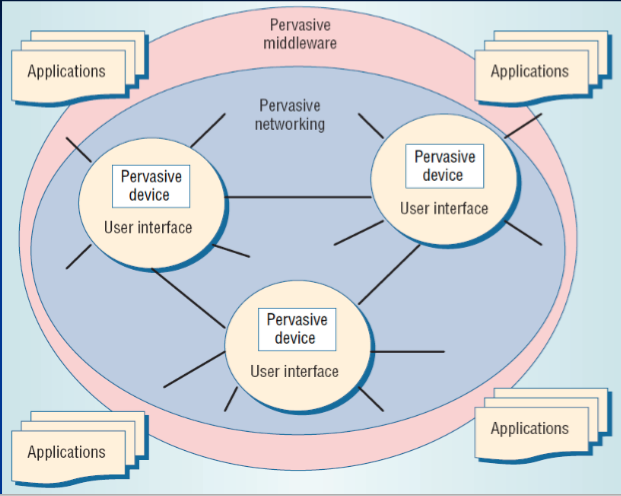 Pervasive
middleware
Applications
Applications
Pervasive
networking
Pervasive
device
User interface
Pervasive
device
User interface
Pervasive
device
User interface
Applications
Applications